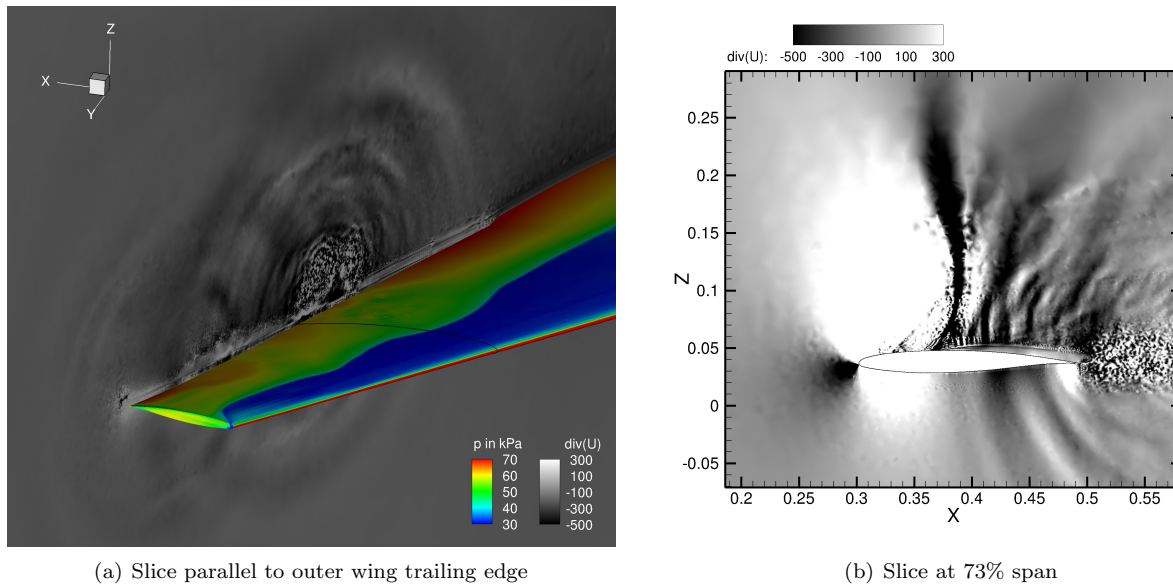 Z
X
Y
p in kPa
70
60
50
40
30
div(U)
300
100
-100
-300
-500
(a) Slice parallel to outer wing trailing edge
div(U): -500 -300 -100 100 300
Z
0.25
0.2
0.15
0.1
0.05
0
-0.05
0.2 0.25 0.3 0.35 0.4 0.45 0.5 0.55
X
(b) Slice at 73% span